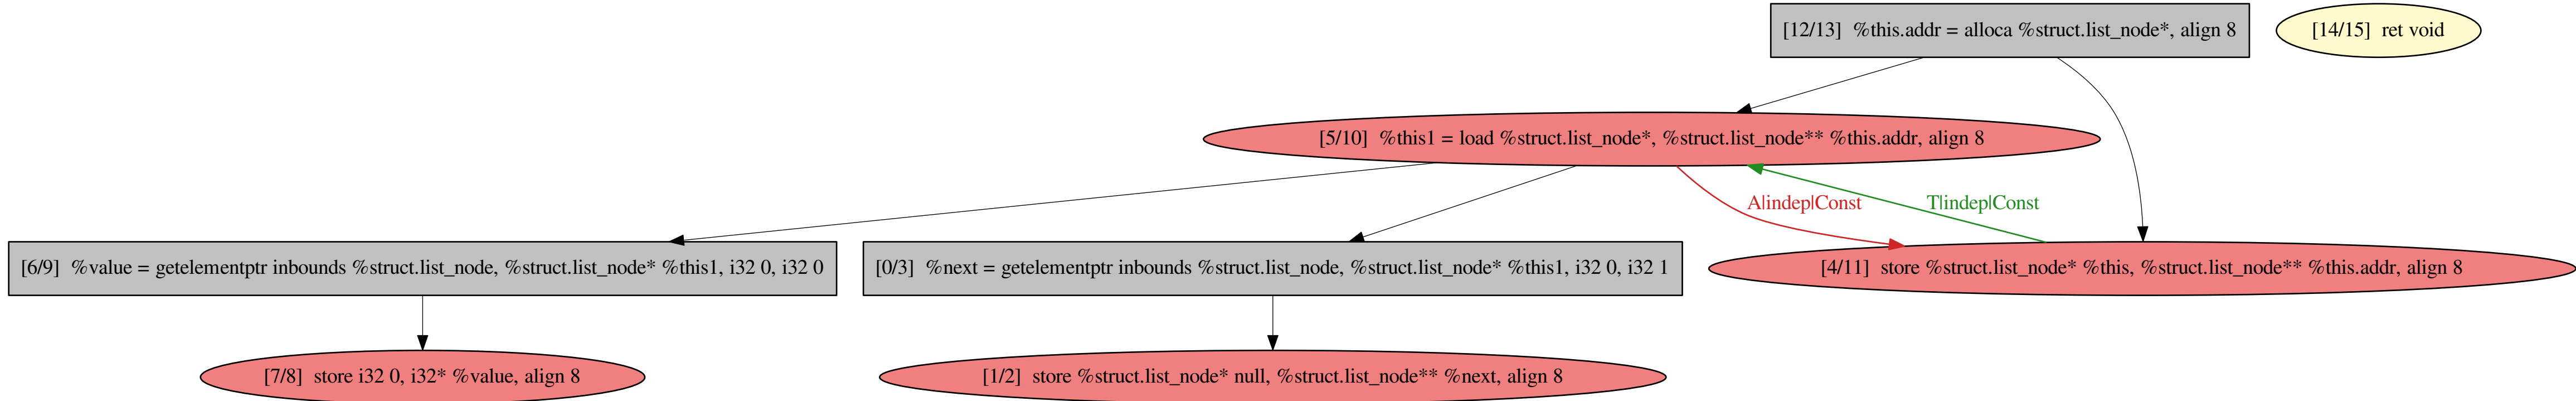 [12/13]  %this.addr = alloca %struct.list_node*, align 8
[14/15]  ret void
[5/10]  %this1 = load %struct.list_node*, %struct.list_node** %this.addr, align 8
A|indep|Const
T|indep|Const
[6/9]  %value = getelementptr inbounds %struct.list_node, %struct.list_node* %this1, i32 0, i32 0
[0/3]  %next = getelementptr inbounds %struct.list_node, %struct.list_node* %this1, i32 0, i32 1
[4/11]  store %struct.list_node* %this, %struct.list_node** %this.addr, align 8
[7/8]  store i32 0, i32* %value, align 8
[1/2]  store %struct.list_node* null, %struct.list_node** %next, align 8